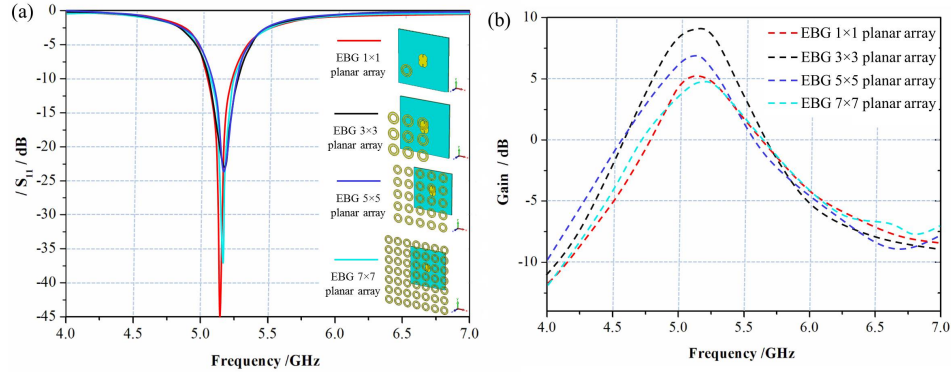 (a)
0
-5
-10
-15
-20
-25
-30
-35
-40
-45
/ S11 / dB
EBG 1×1
planar array
EBG 3×3
planar array
EBG 5×5
planar array
EBG 7×7
planar array
4.0 4.5 5.0 5.5 6.0 6.5 7.0
Frequency /GHz
(b)
10
5
0
-5
-10
Gain / dB
EBG 1×1 planar array
EBG 3×3 planar array
EBG 5×5 planar array
EBG 7×7 planar array
4.0 4.5 5.0 5.5 6.0 6.5 7.0
Frequency /GHz